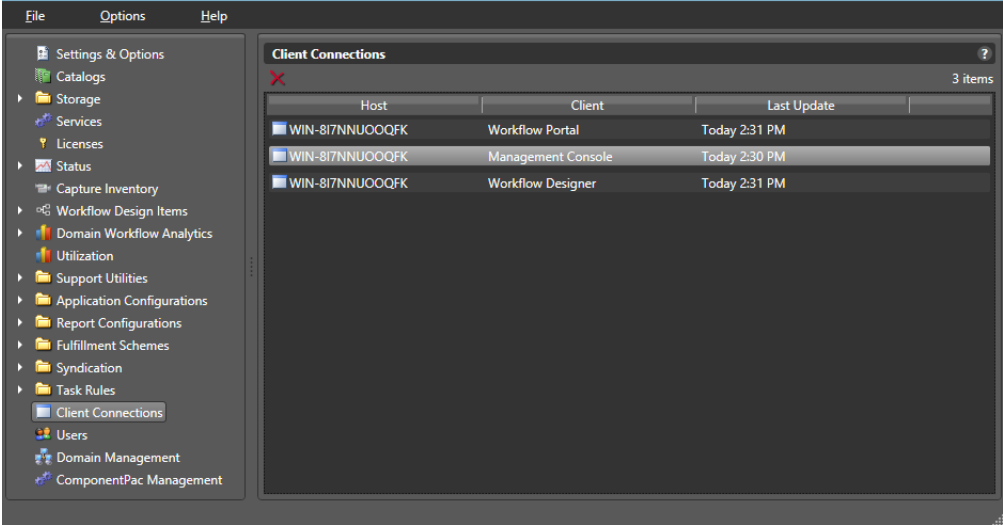 File Options Help
Settings & Options
Catalogs
Storage
Services
Licenses
Status
Capture Inventory
Workflow Design Items
Domain Workflow Analytics
Utilization
Support Utilities
Application Configurations
Report Configurations
Fulfillment Schemes
Syndication
Task Rules
Client Connections
Users
Domain Management
ComponentPac Management
Client Connections ?
3 items
Host Client Last Update
WIN-8I7NNUOOQFK Workflow Portal Today 2:31 PM
WIN-8I7NNUOOQFK Management Console Today 2:30 PM
WIN-8I7NNUOOQFK Workflow Designer Today 2:31 PM